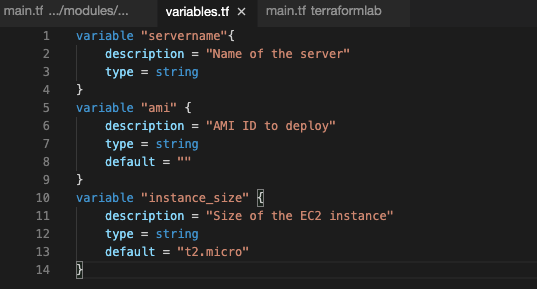 main.tf .../modules/... variables.tf × main.tf terraformlab
1 variable "servername"{
2 description = "Name of the server"
3 type = string
4 }
5 variable "ami" {
6 description = "AMI ID to deploy"
7 type = string
8 default = ""
9 }
10 variable "instance_size" {
11 description = "Size of the EC2 instance"
12 type = string
13 default = "t2.micro"
14 }